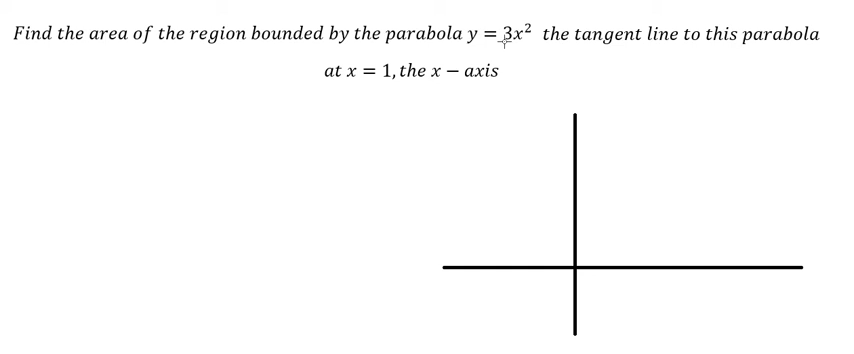 Find the area of the region bounded by the parabola y = 3x² the tangent line to this parabola
at x = 1, the x − axis